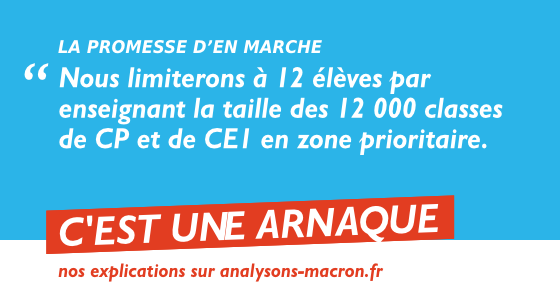 LA PROMESSE D’EN MARCHE
“ Nous limiterons à 12 élèves par
enseignant la taille des 12 000 classes
de CP et de CE1 en zone prioritaire.
C'EST UNE ARNAQUE
nos explications sur analysons-macron.fr